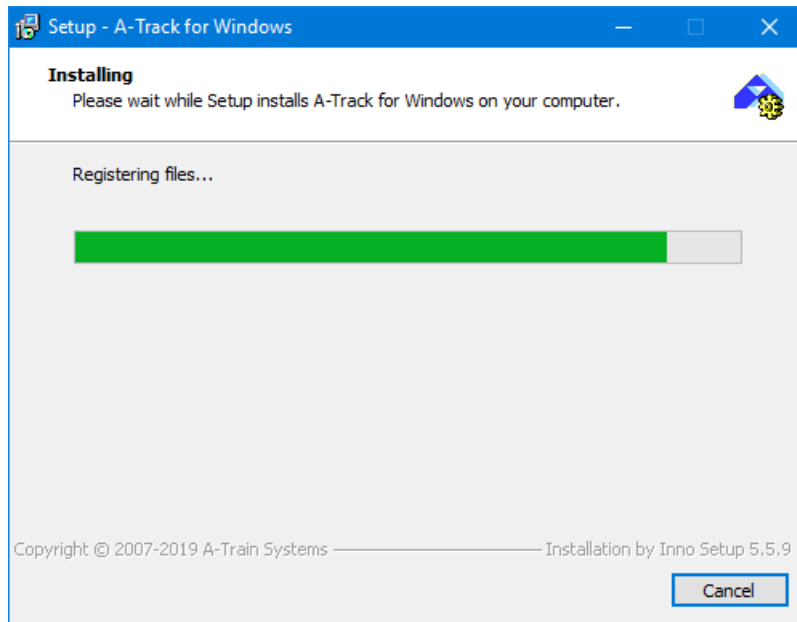 Setup - A-Track for Windows
Installing
Please wait while Setup installs A-Track for Windows on your computer.
Registering files...
Copyright © 2007-2019 A-Train Systems
Installation by Inno Setup 5.5.9
Cancel